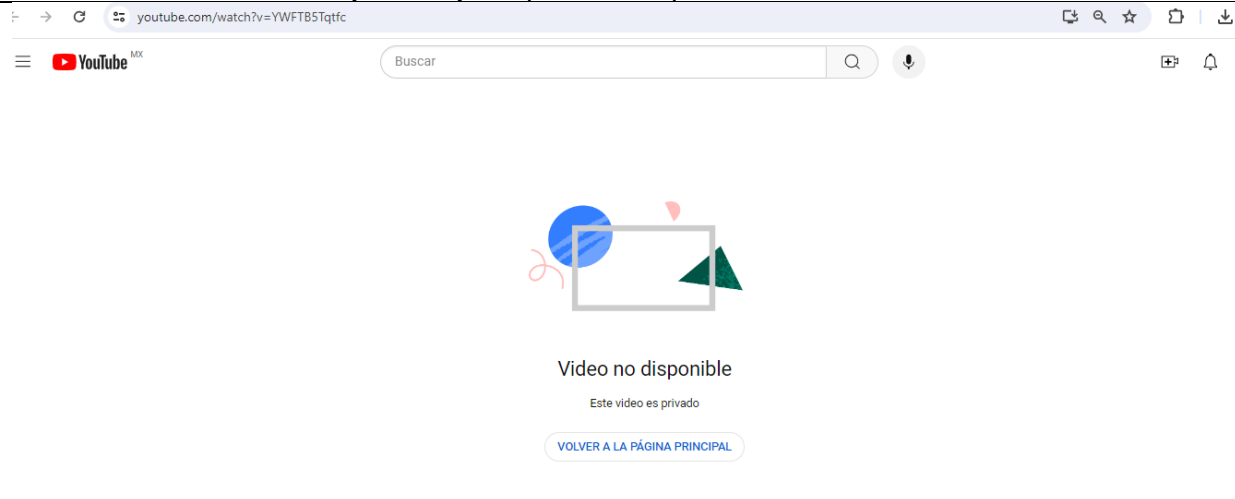 youtube.com/watch?v=YWFTB5Tqtfc
YouTube MX
Buscar
Video no disponible
Este video es privado
VOLVER A LA PÁGINA PRINCIPAL